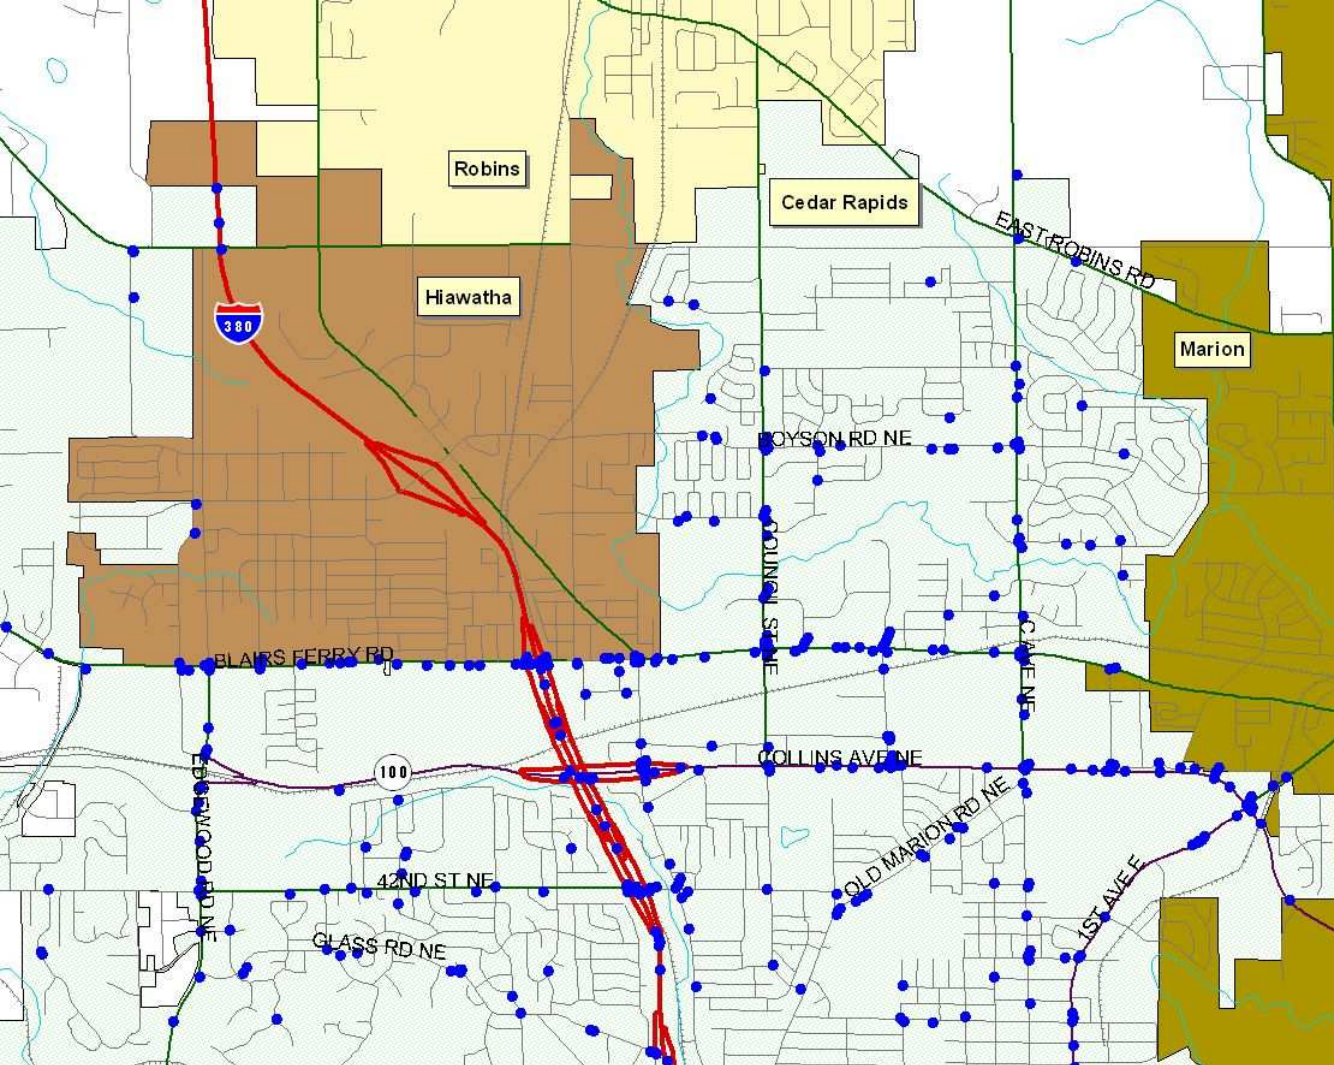 Robins
Cedar Rapids
EAST ROBINS RD
Hiawatha
380
Marion
BOYSON RD NE
COUNCIL ST NE
C AVE NE
BLAIRS FERRY RD
COLLINS AVE NE
100
EDGEWOOD RD NE
OLD MARION RD NE
42ND ST NE
1ST AVE E
GLASS RD NE